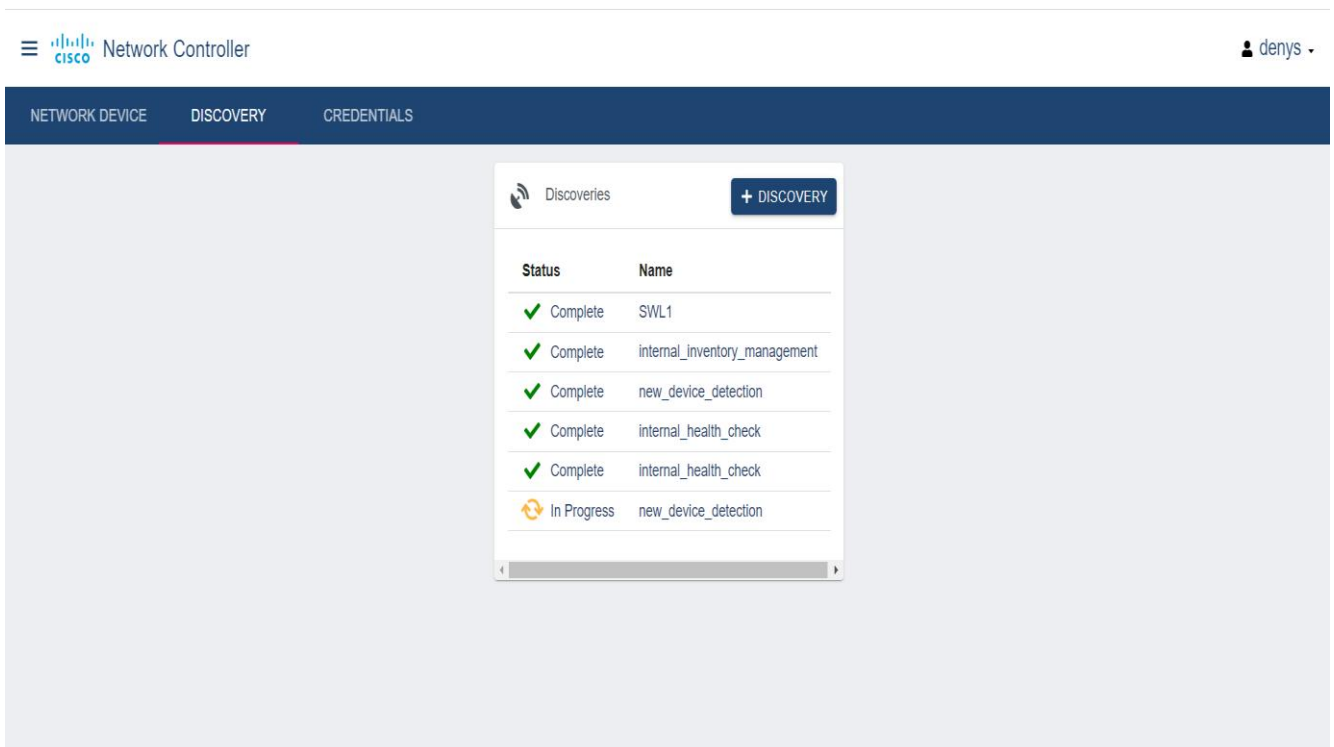 CISCO Network Controller
denys
NETWORK DEVICE DISCOVERY CREDENTIALS
Discoveries
+ DISCOVERY
Status Name
Complete SWL1
Complete internal_inventory_management
Complete new_device_detection
Complete internal_health_check
Complete internal_health_check
In Progress new_device_detection